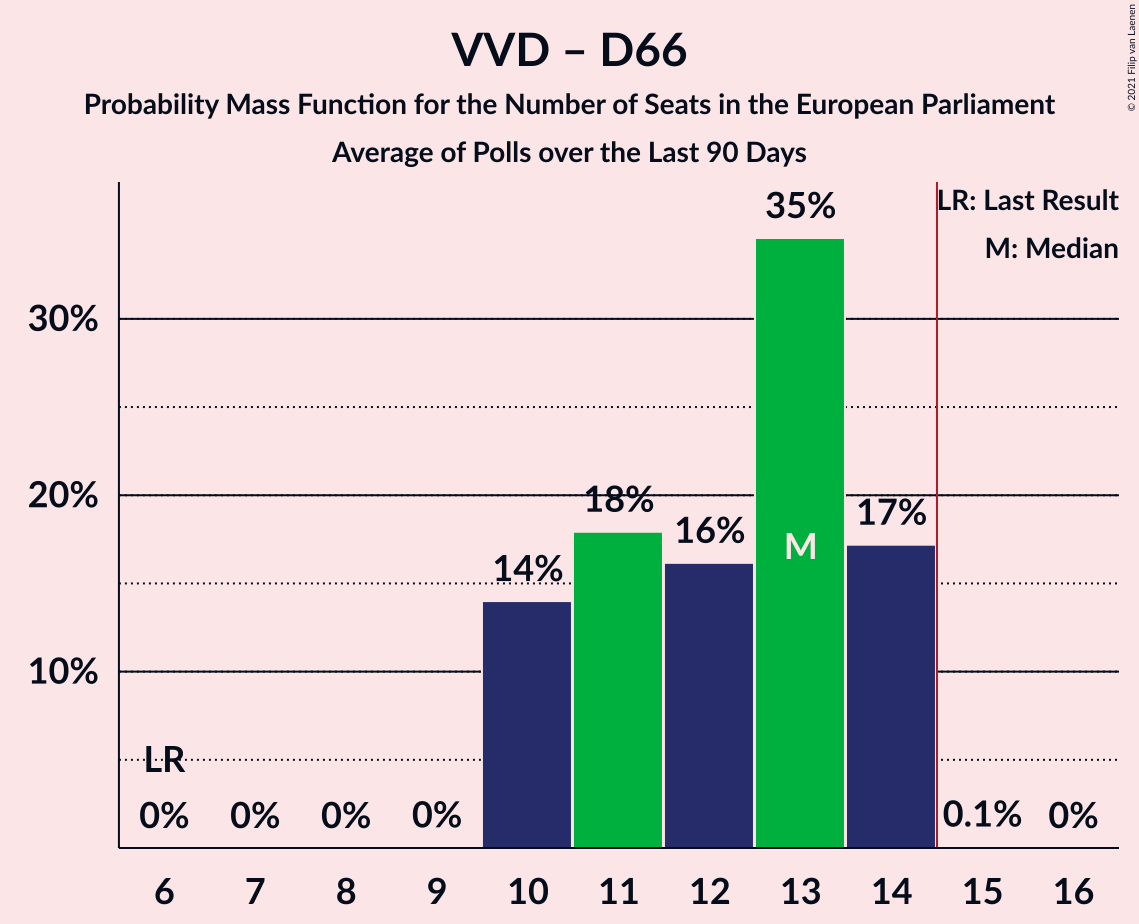 VVD – D66
Probability Mass Function for the Number of Seats in the European Parliament
Average of Polls over the Last 90 Days
© 2021 Filip van Laenen
LR: Last Result
M: Median
30%
20%
10%
LR
0%
0%
0%
0%
14%
18%
16%
35%
M
17%
0.1%
0%
6 7 8 9 10 11 12 13 14 15 16